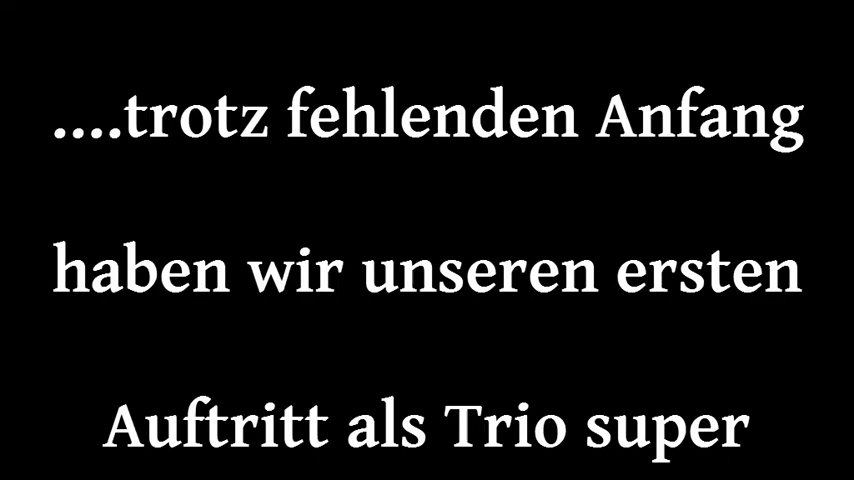 ....trotz fehlenden Anfang
haben wir unseren ersten
Auftritt als Trio super